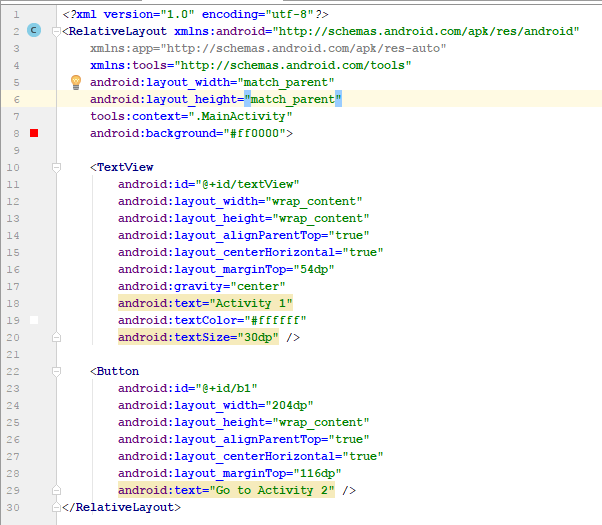 1 <?xml version="1.0" encoding="utf-8"?>
2 C <RelativeLayout xmlns:android="http://schemas.android.com/apk/res/android"
3 xmlns:app="http://schemas.android.com/apk/res-auto"
4 xmlns:tools="http://schemas.android.com/tools"
5 android:layout_width="match_parent"
6 android:layout_height="match_parent"
7 tools:context=".MainActivity"
8 android:background="#ff0000">
9
10 <TextView
11 android:id="@+id/textView"
12 android:layout_width="wrap_content"
13 android:layout_height="wrap_content"
14 android:layout_alignParentTop="true"
15 android:layout_centerHorizontal="true"
16 android:layout_marginTop="54dp"
17 android:gravity="center"
18 android:text="Activity 1"
19 android:textColor="#ffffff"
20 android:textSize="30dp" />
21
22 <Button
23 android:id="@+id/b1"
24 android:layout_width="204dp"
25 android:layout_height="wrap_content"
26 android:layout_alignParentTop="true"
27 android:layout_centerHorizontal="true"
28 android:layout_marginTop="116dp"
29 android:text="Go to Activity 2" />
30 </RelativeLayout>